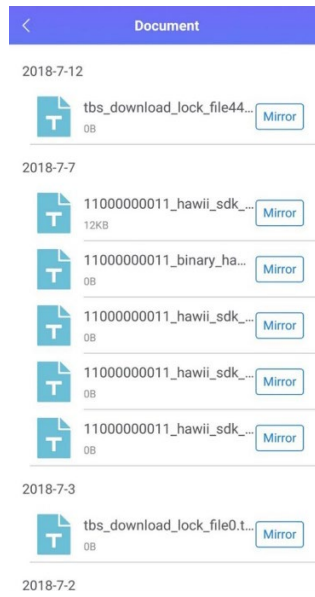 Document
2018-7-12
tbs_download_lock_file44...
Mirror
0B
2018-7-7
11000000011_hawii_sdk_...
Mirror
12KB
11000000011_binary_ha...
Mirror
0B
11000000011_hawii_sdk_...
Mirror
0B
11000000011_hawii_sdk_...
Mirror
0B
11000000011_hawii_sdk_...
Mirror
0B
2018-7-3
tbs_download_lock_file0.t...
Mirror
0B
2018-7-2